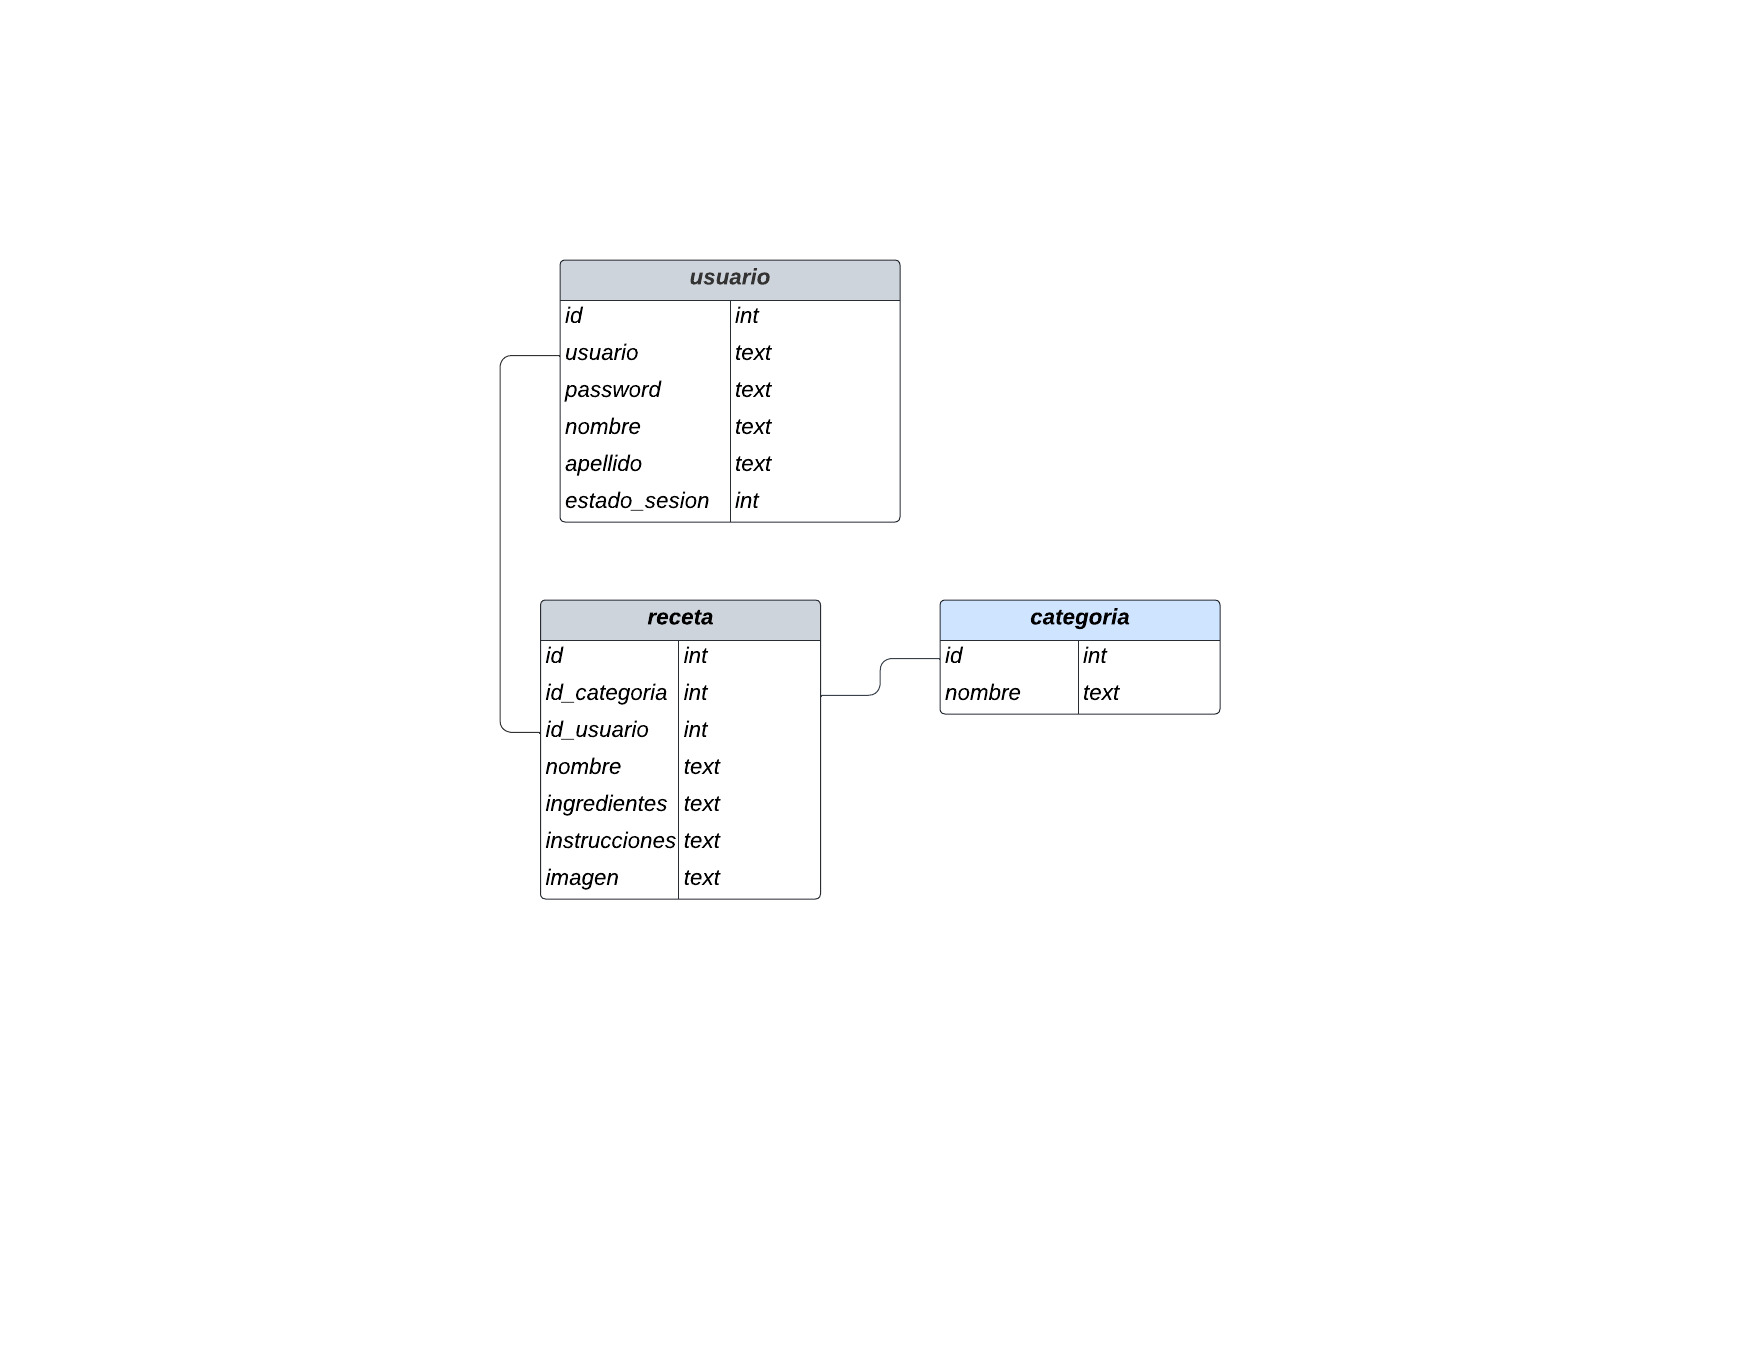 usuario
id int
usuario text
password text
nombre text
apellido text
estado_sesion int
receta
id int
id_categoria int
id_usuario int
nombre text
ingredientes text
instrucciones text
imagen text
categoria
id int
nombre text